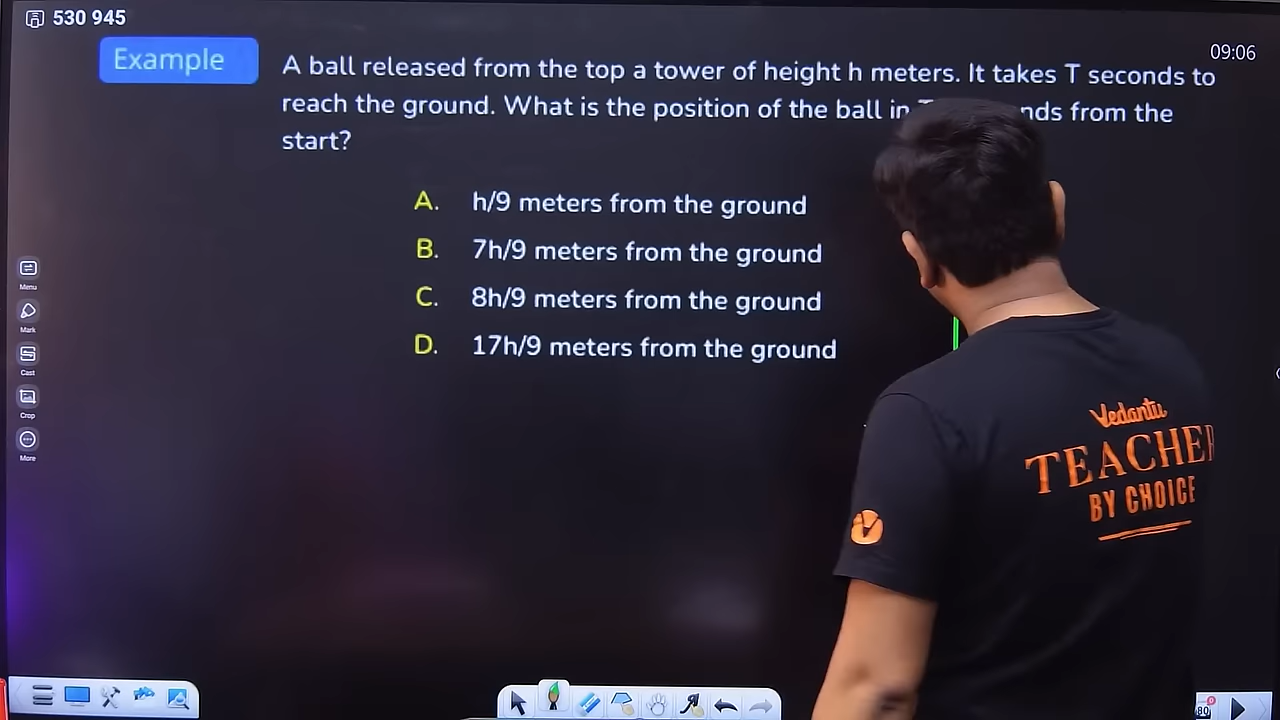 530 945
09:06
Example
A ball released from the top a tower of height h meters. It takes T seconds to
reach the ground. What is the position of the ball in from the
start?
A. h/9 meters from the ground
B. 7h/9 meters from the ground
C. 8h/9 meters from the ground
D. 17h/9 meters from the ground
Menu
Mark
Cast
Crop
More
Vedantu
TEACHER
BY CHOICE